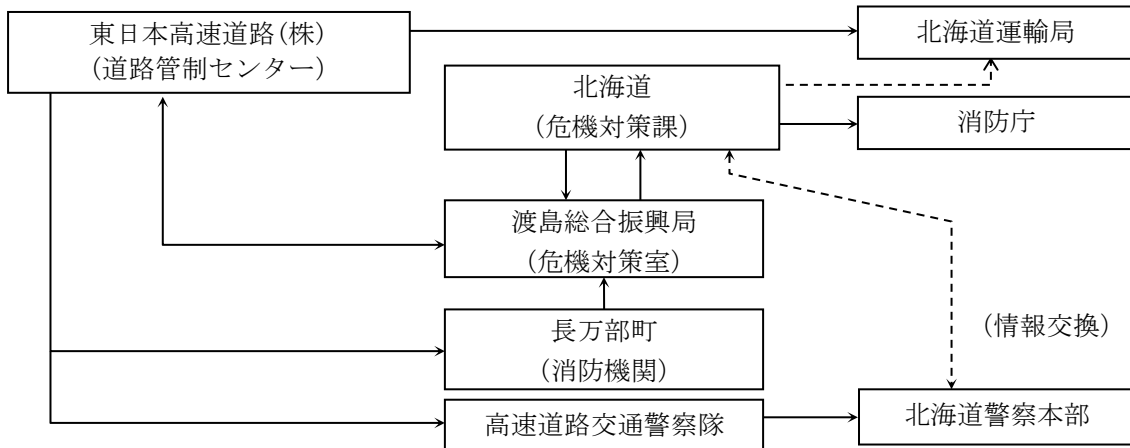 東日本高速道路(株)
(道路管制センター)
北海道運輸局
北海道
(危機対策課)
消防庁
渡島総合振興局
(危機対策室)
長万部町
(消防機関)
(情報交換)
高速道路交通警察隊
北海道警察本部